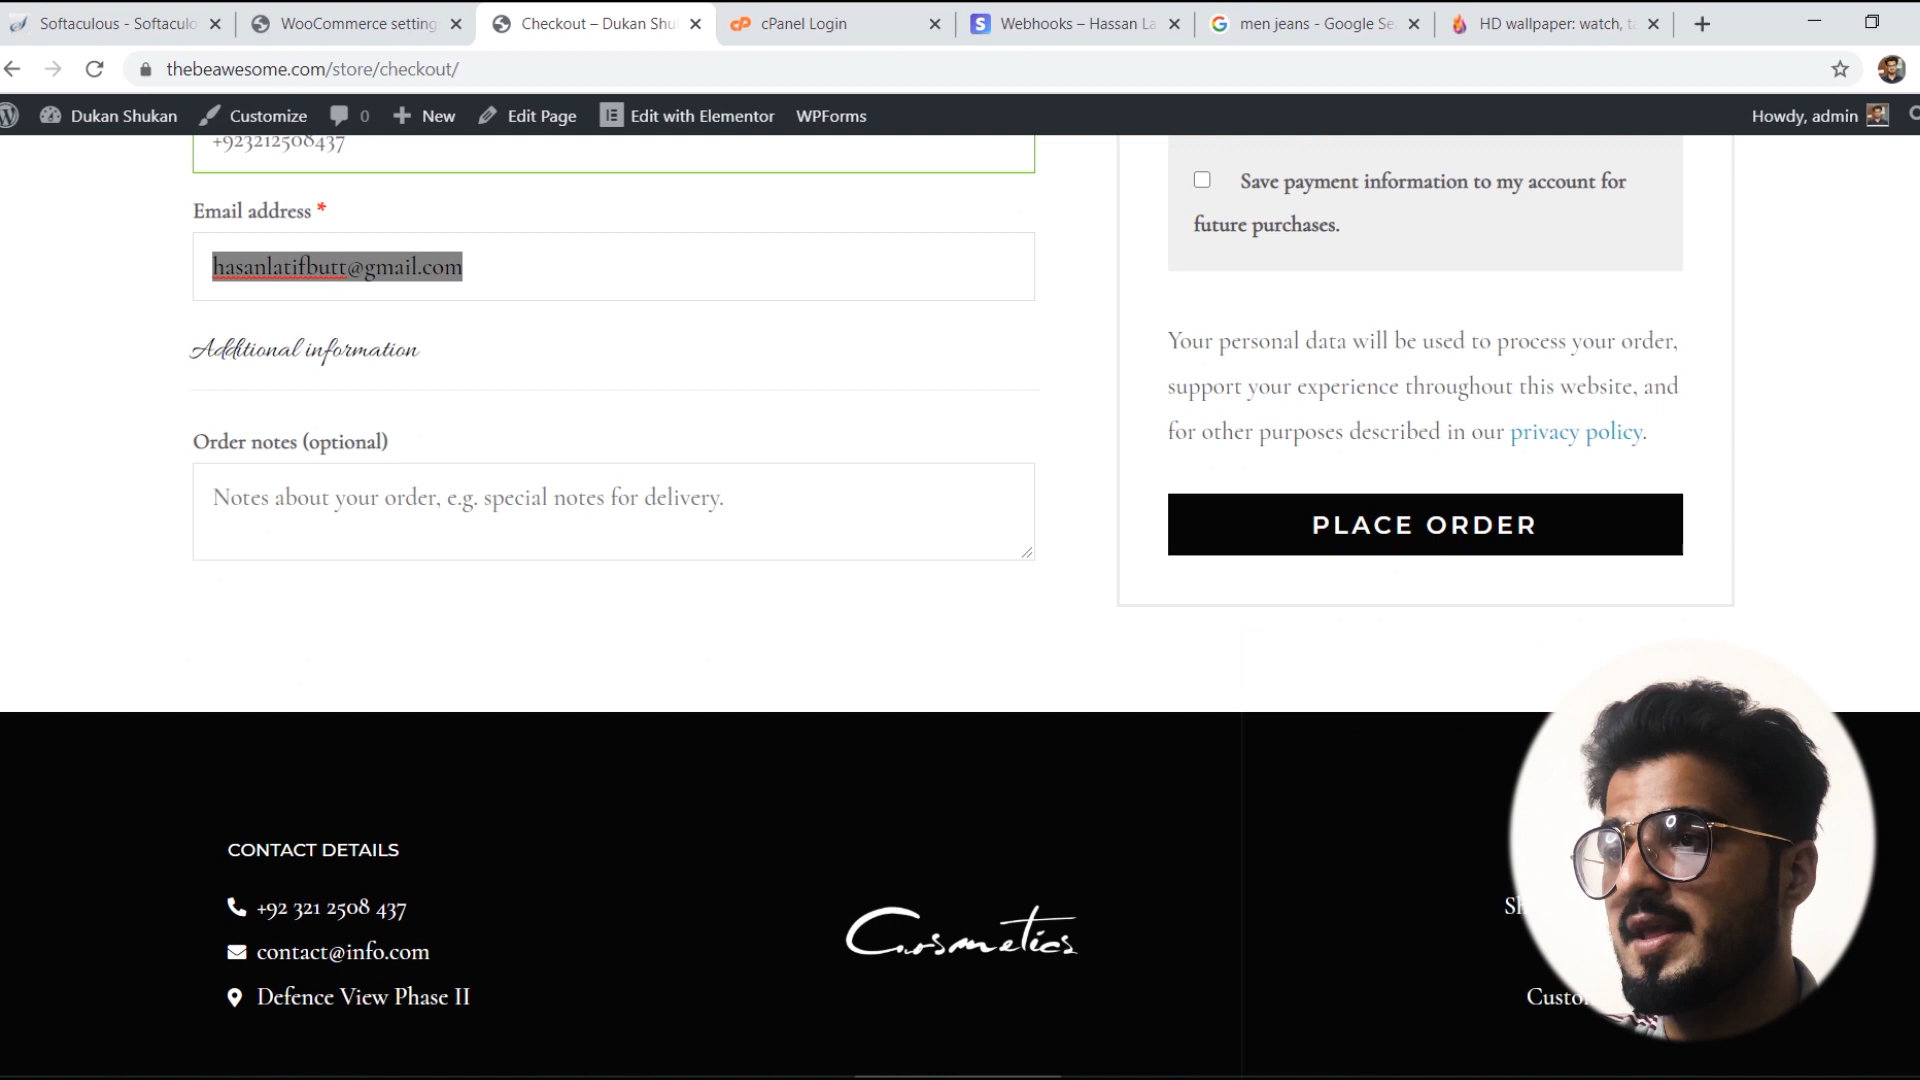 Softaculous - Softaculo
WooCommerce setting
Checkout – Dukan Shu
cPanel Login
Webhooks – Hassan La
men jeans - Google Se
HD wallpaper: watch, ta
thebeawesome.com/store/checkout/
Dukan Shukan
Customize
0
New
Edit Page
Edit with Elementor
WPForms
Howdy, admin
+923212508437
Email address *
hasanlatifbutt@gmail.com
Additional information
Order notes (optional)
Notes about your order, e.g. special notes for delivery.
Save payment information to my account for
future purchases.
Your personal data will be used to process your order,
support your experience throughout this website, and
for other purposes described in our privacy policy.
PLACE ORDER
CONTACT DETAILS
+92 321 2508 437
contact@info.com
Defence View Phase II
Cosmetics